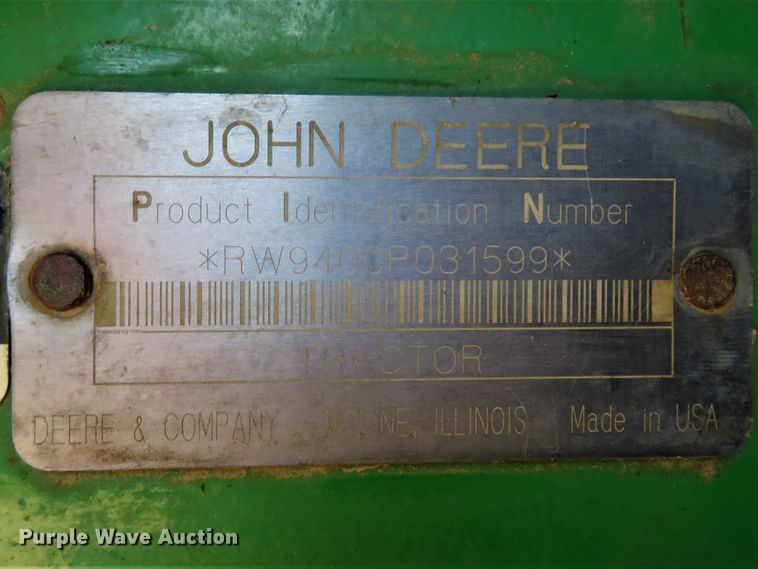 JOHN DEERE
Product Identification Number
*RW9400P031599*
TRACTOR
DEERE & COMPANY MOLINE, ILLINOIS Made in USA
Purple Wave Auction